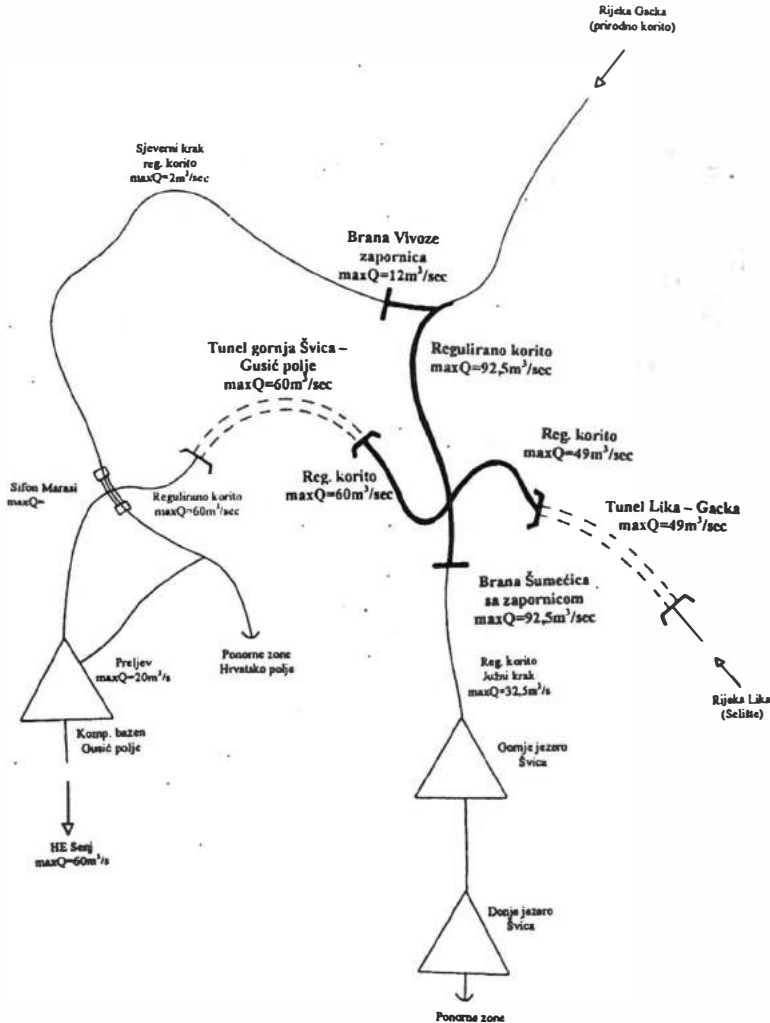 Rijeka Gacka
(prirodno korito)
Sjeverni krak
reg. korito
maxQ=2m³/sec
Brana Vivoze
zapornica
maxQ=12m³/sec
Tunel gornja Švica –
Gusić polje
maxQ=60m³/sec
Regulirano korito
maxQ=92,5m³/sec
Reg. korito
maxQ=49m³/sec
Sifon Marasi
maxQ=
Regulirano korito
maxQ=60m³/sec
Reg. korito
maxQ=60m³/sec
Tunel Lika – Gacka
maxQ=49m³/sec
Brana Šumećica
sa zapornicom
maxQ=92,5m³/sec
Preljev
maxQ=20m³/s
Ponorne zone
Hrvatsko polje
Reg. korito
Južni krak
maxQ=32,5m³/s
Rijeka Lika
(Selište)
Komp. bazen
Gusić polje
Gornje jezero
Švica
HE Senj
maxQ=60m³/s
Donje jezero
Švica
Ponorne zone